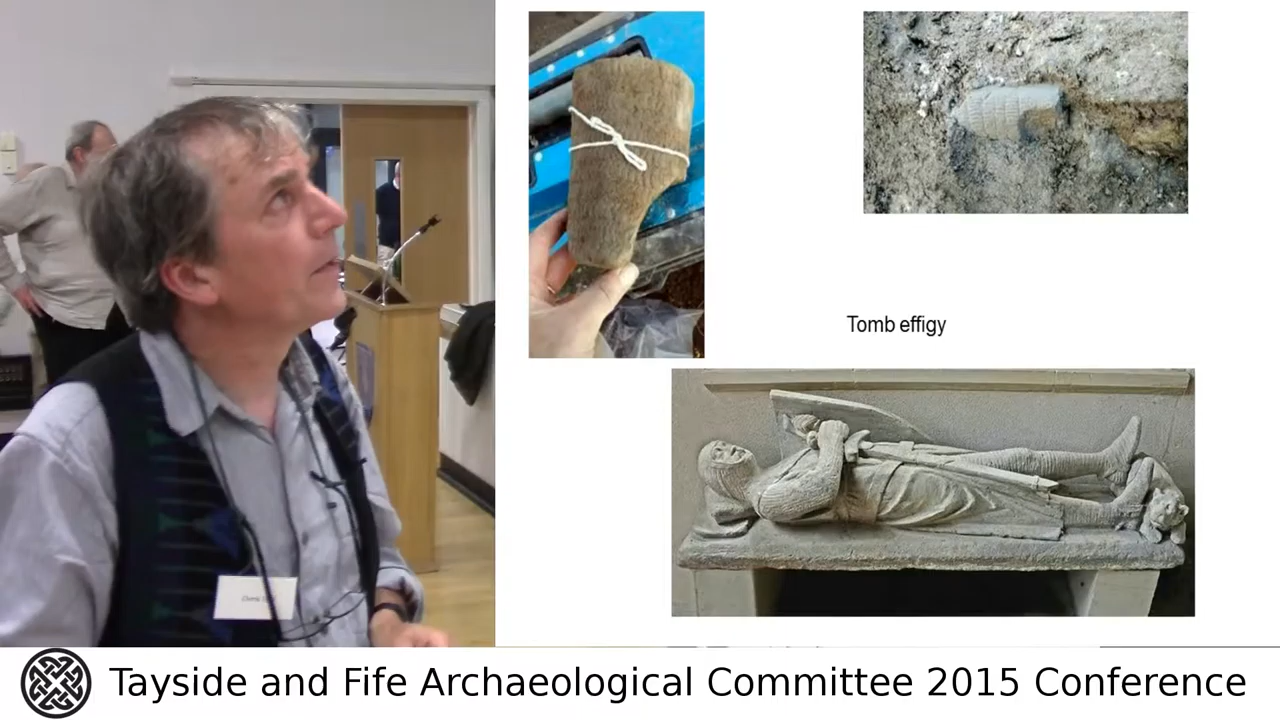 Tomb effigy
Tayside and Fife Archaeological Committee 2015 Conference